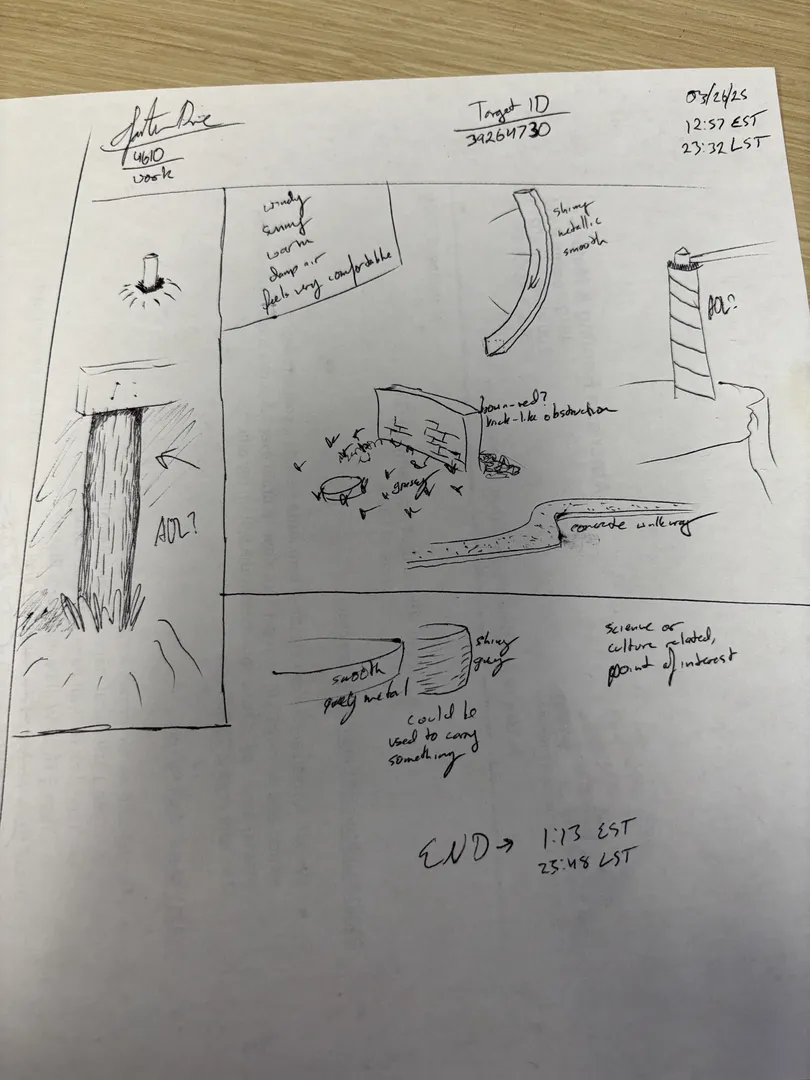 4610
work
Target ID
39264730
03/26/25
12:57 EST
23:32 LST
windy
sunny
warm
damp air
feels very comfortable
shiny
metallic
smooth
AOL?
brown-red?
brick-like obstruction
grassy
concrete walkway
AOL?
smooth
grey metal
shiny
grey
could be
used to carry
something
science or
culture related,
point of interest
END → 1:13 EST
23:48 LST